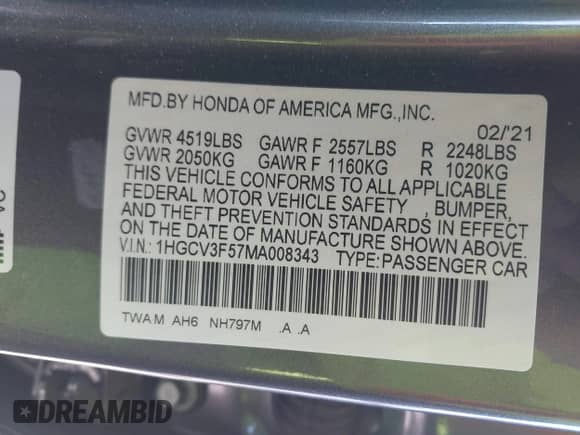 MFD.BY HONDA OF AMERICA MFG.,INC.
02/'21
GVWR 4519LBS GAWR F 2557LBS R 2248LBS
GVWR 2050KG GAWR F 1160KG R 1020KG
THIS VEHICLE CONFORMS TO ALL APPLICABLE
FEDERAL MOTOR VEHICLE SAFETY , BUMPER,
AND THEFT PREVENTION STANDARDS IN EFFECT
ON THE DATE OF MANUFACTURE SHOWN ABOVE.
V.I.N.: 1HGCV3F57MA008343 TYPE:PASSENGER CAR
TWA M AH6 NH797M .A .A
VC
DREAMBID